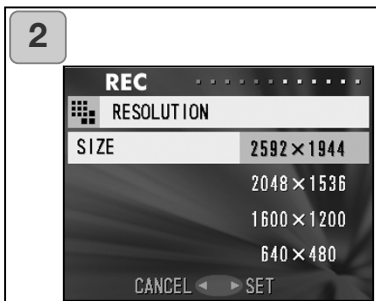 2
REC
RESOLUTION
SIZE 2592×1944
2048×1536
1600×1200
640×480
CANCEL SET